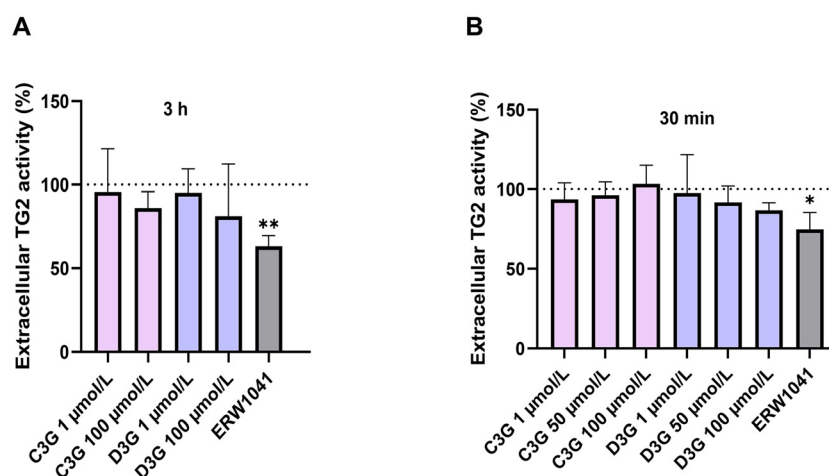 A
Extracellular TG2 activity (%)
150
100
50
0
3 h
**
C3G 1 µmol/L
C3G 100 µmol/L
D3G 1 µmol/L
D3G 100 µmol/L
ERW1041
B
Extracellular TG2 activity (%)
150
100
50
0
30 min
*
C3G 1 µmol/L
C3G 50 µmol/L
C3G 100 µmol/L
D3G 1 µmol/L
D3G 50 µmol/L
D3G 100 µmol/L
ERW1041